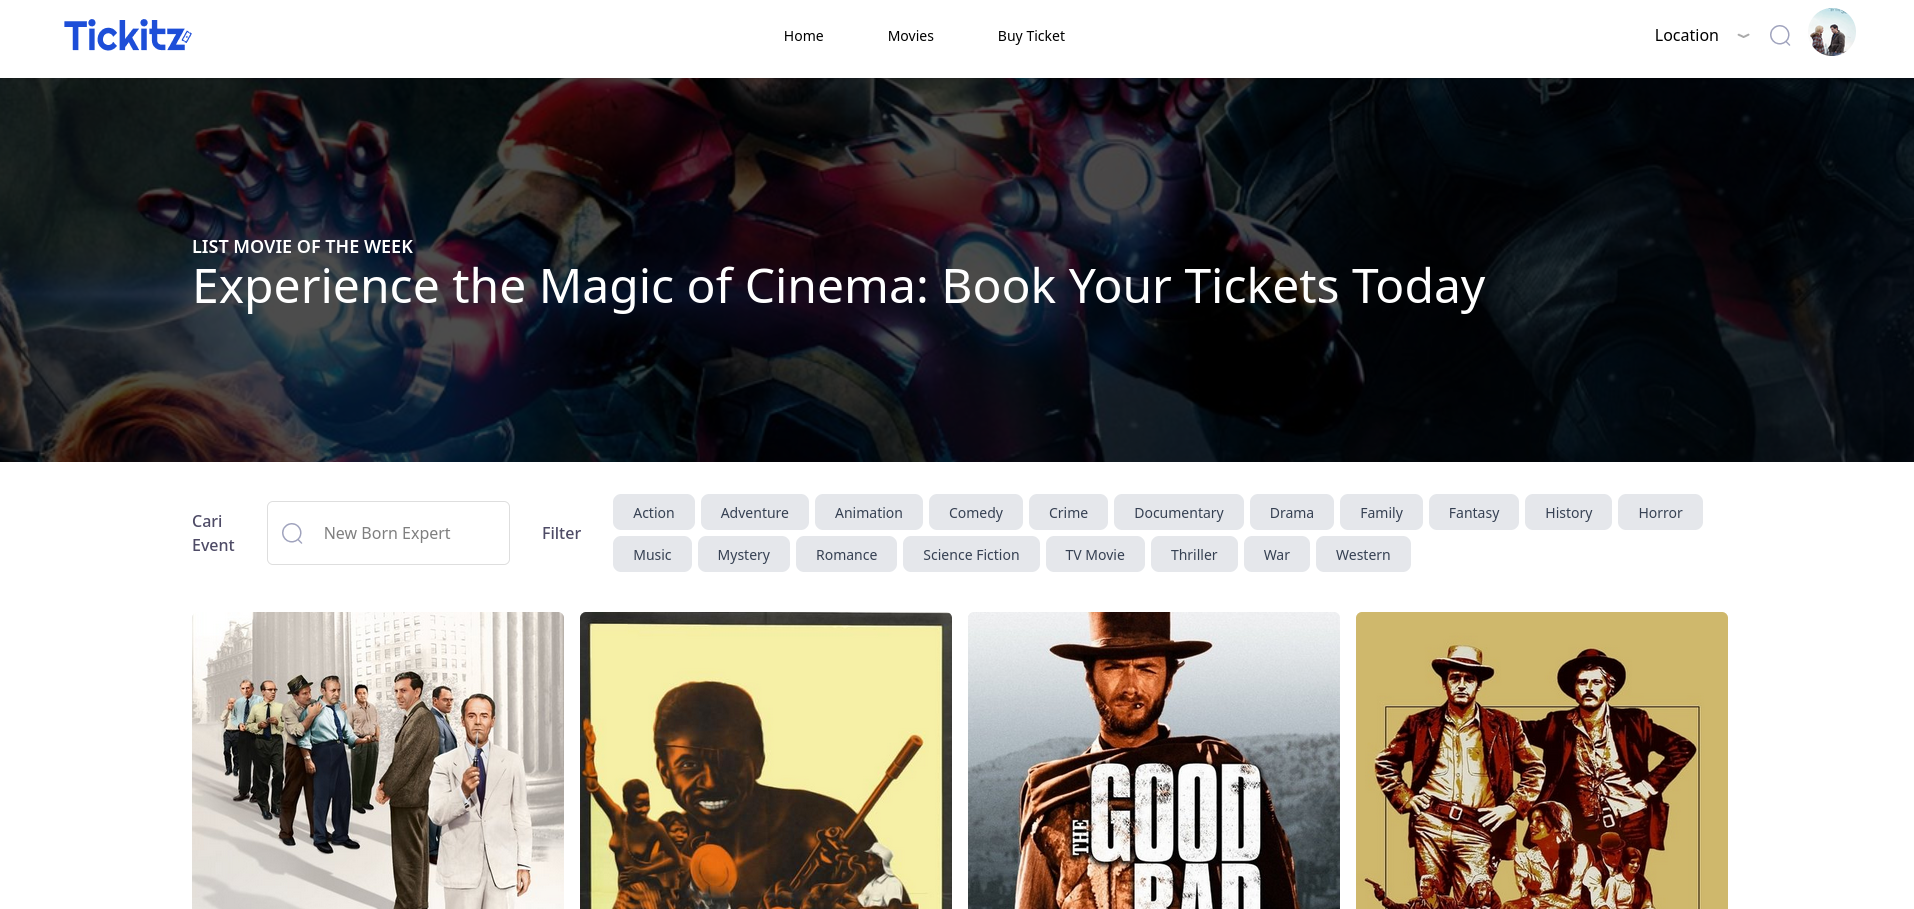 Tickitz
Home
Movies
Buy Ticket
Location
LIST MOVIE OF THE WEEK
Experience the Magic of Cinema: Book Your Tickets Today
Cari
Event
New Born Expert
Filter
Action
Adventure
Animation
Comedy
Crime
Documentary
Drama
Family
Fantasy
History
Horror
Music
Mystery
Romance
Science Fiction
TV Movie
Thriller
War
Western
THE
GOOD
BAD